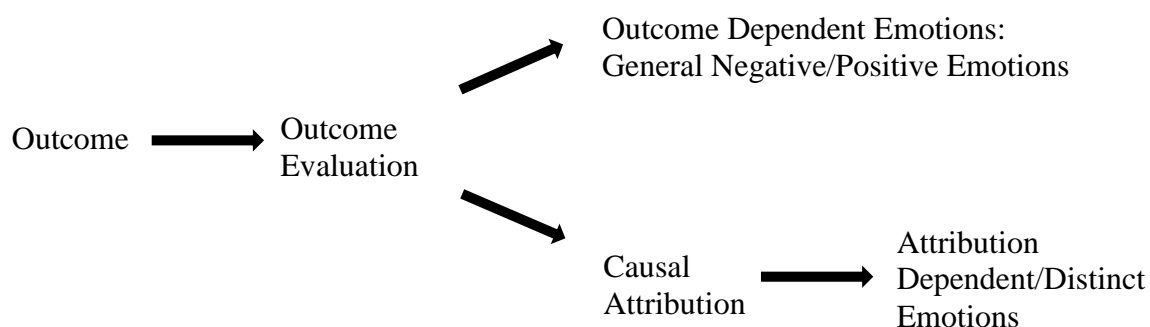 Outcome Dependent Emotions:
General Negative/Positive Emotions
Outcome
Outcome
Evaluation
Causal
Attribution
Attribution
Dependent/Distinct
Emotions